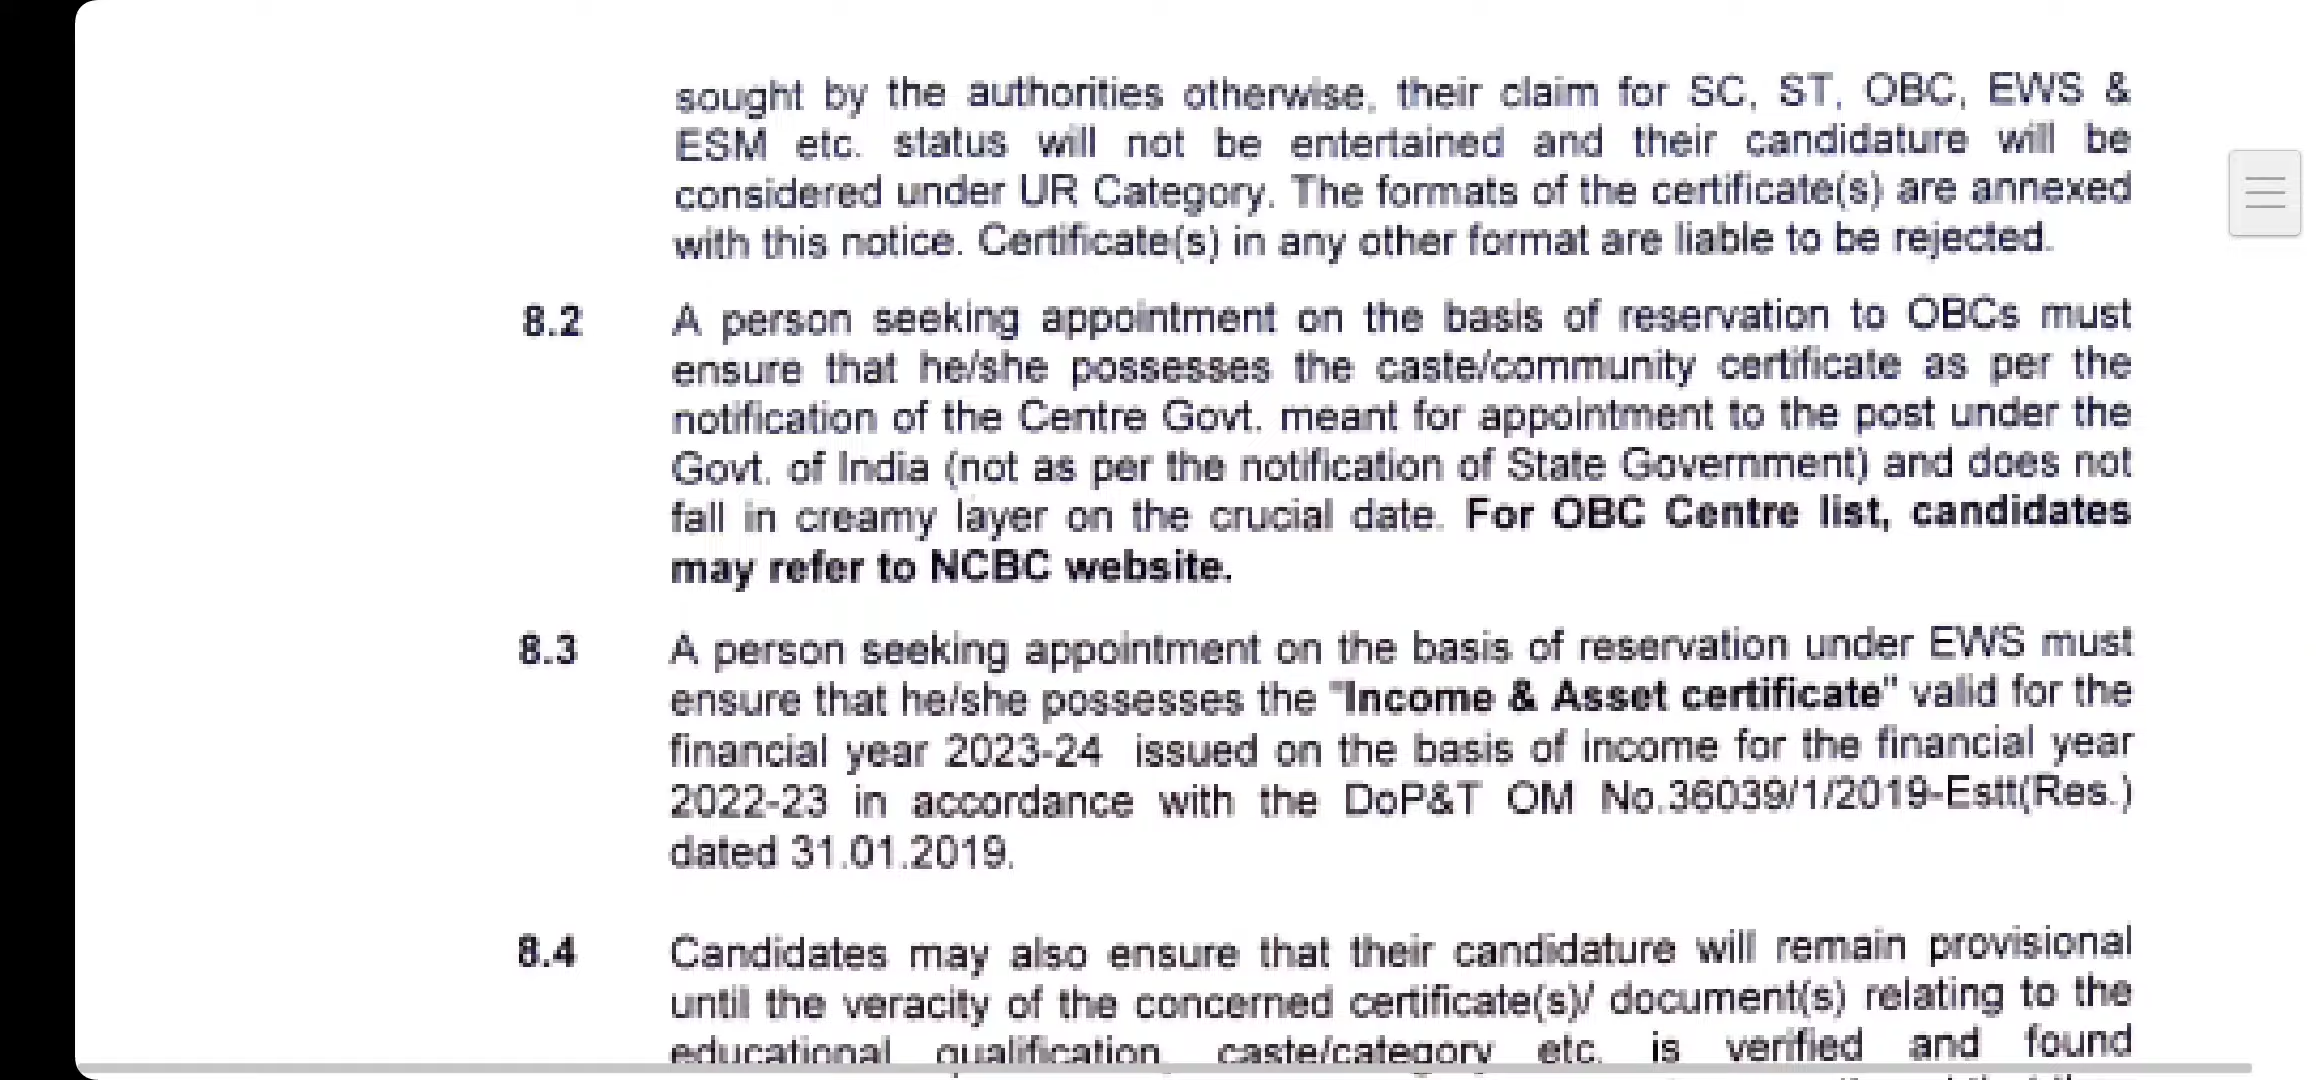 sought by the authorities otherwise, their claim for SC, ST, OBC, EWS &
ESM etc. status will not be entertained and their candidature will be
considered under UR Category. The formats of the certificate(s) are annexed
with this notice. Certificate(s) in any other format are liable to be rejected.
8.2 A person seeking appointment on the basis of reservation to OBCs must
ensure that he/she possesses the caste/community certificate as per the
notification of the Centre Govt. meant for appointment to the post under the
Govt. of India (not as per the notification of State Government) and does not
fall in creamy layer on the crucial date. For OBC Centre list, candidates
may refer to NCBC website.
8.3 A person seeking appointment on the basis of reservation under EWS must
ensure that he/she possesses the "Income & Asset certificate" valid for the
financial year 2023-24 issued on the basis of income for the financial year
2022-23 in accordance with the DoP&T OM No.36039/1/2019-Estt(Res.)
dated 31.01.2019.
8.4 Candidates may also ensure that their candidature will remain provisional
until the veracity of the concerned certificate(s)/ document(s) relating to the
educational qualification, caste/category etc. is verified and found